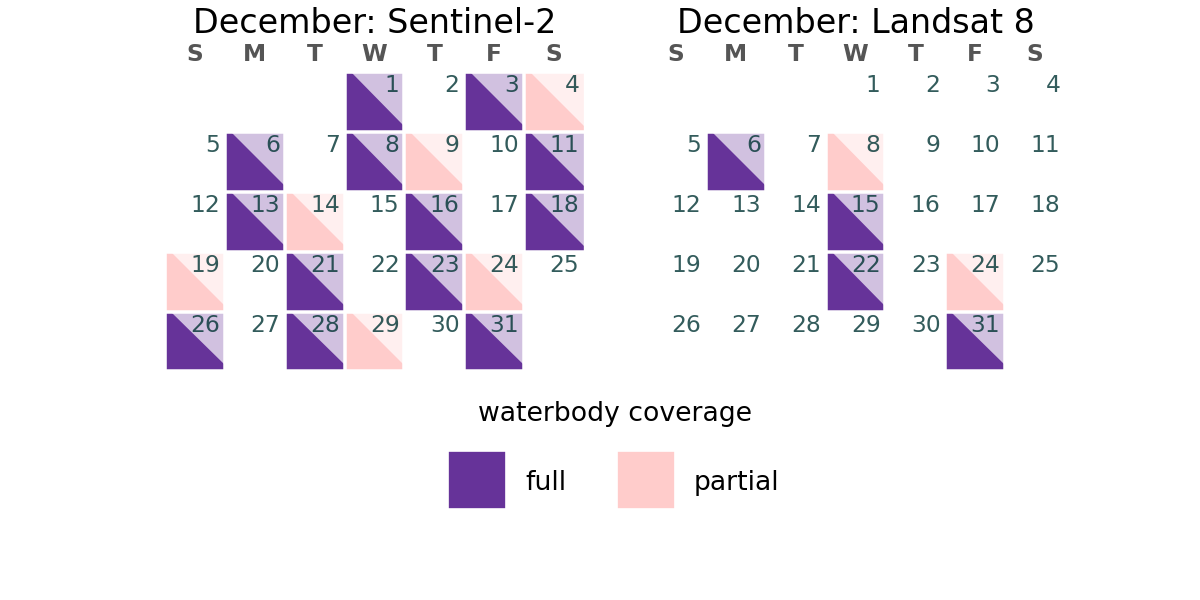 December: Sentinel-2
S M T W T F S
1 2 3 4
5 6 7 8 9 10 11
12 13 14 15 16 17 18
19 20 21 22 23 24 25
26 27 28 29 30 31
December: Landsat 8
S M T W T F S
1 2 3 4
5 6 7 8 9 10 11
12 13 14 15 16 17 18
19 20 21 22 23 24 25
26 27 28 29 30 31
waterbody coverage
full partial